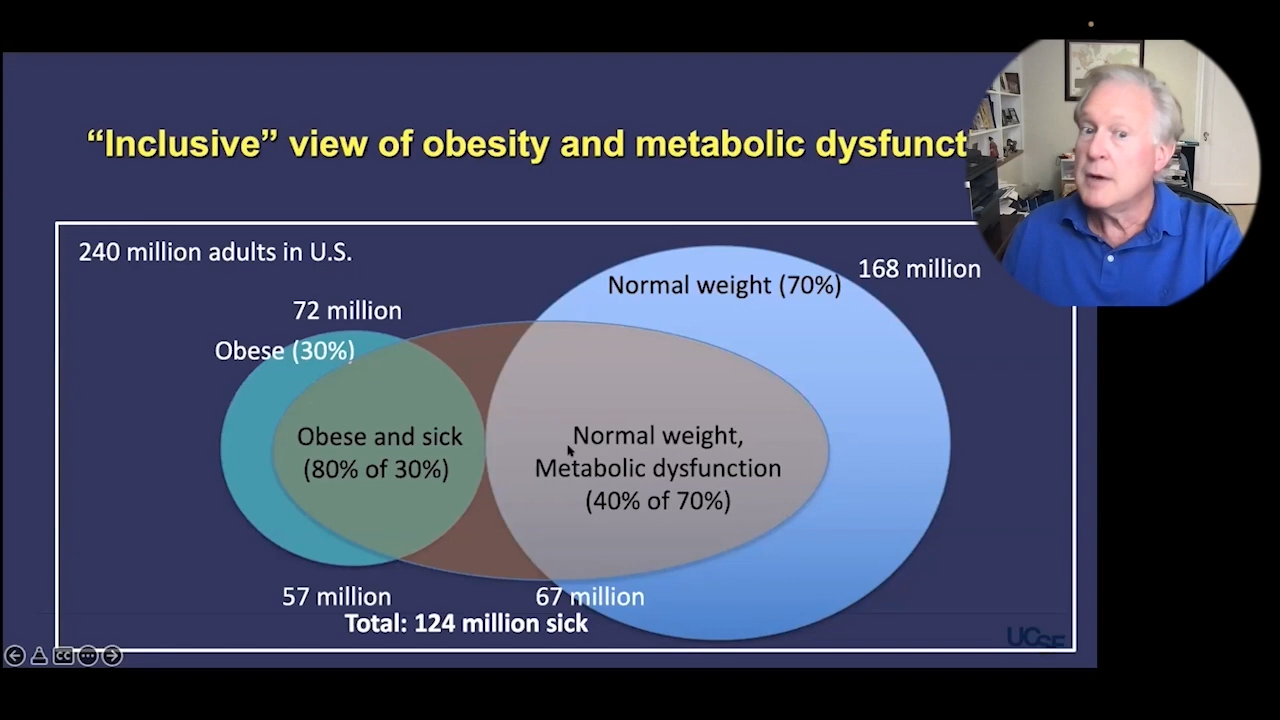 “Inclusive” view of obesity and metabolic dysfunct
240 million adults in U.S.
168 million
Normal weight (70%)
72 million
Obese (30%)
Obese and sick
(80% of 30%)
Normal weight,
Metabolic dysfunction
(40% of 70%)
57 million
67 million
Total: 124 million sick
UCSF
CC